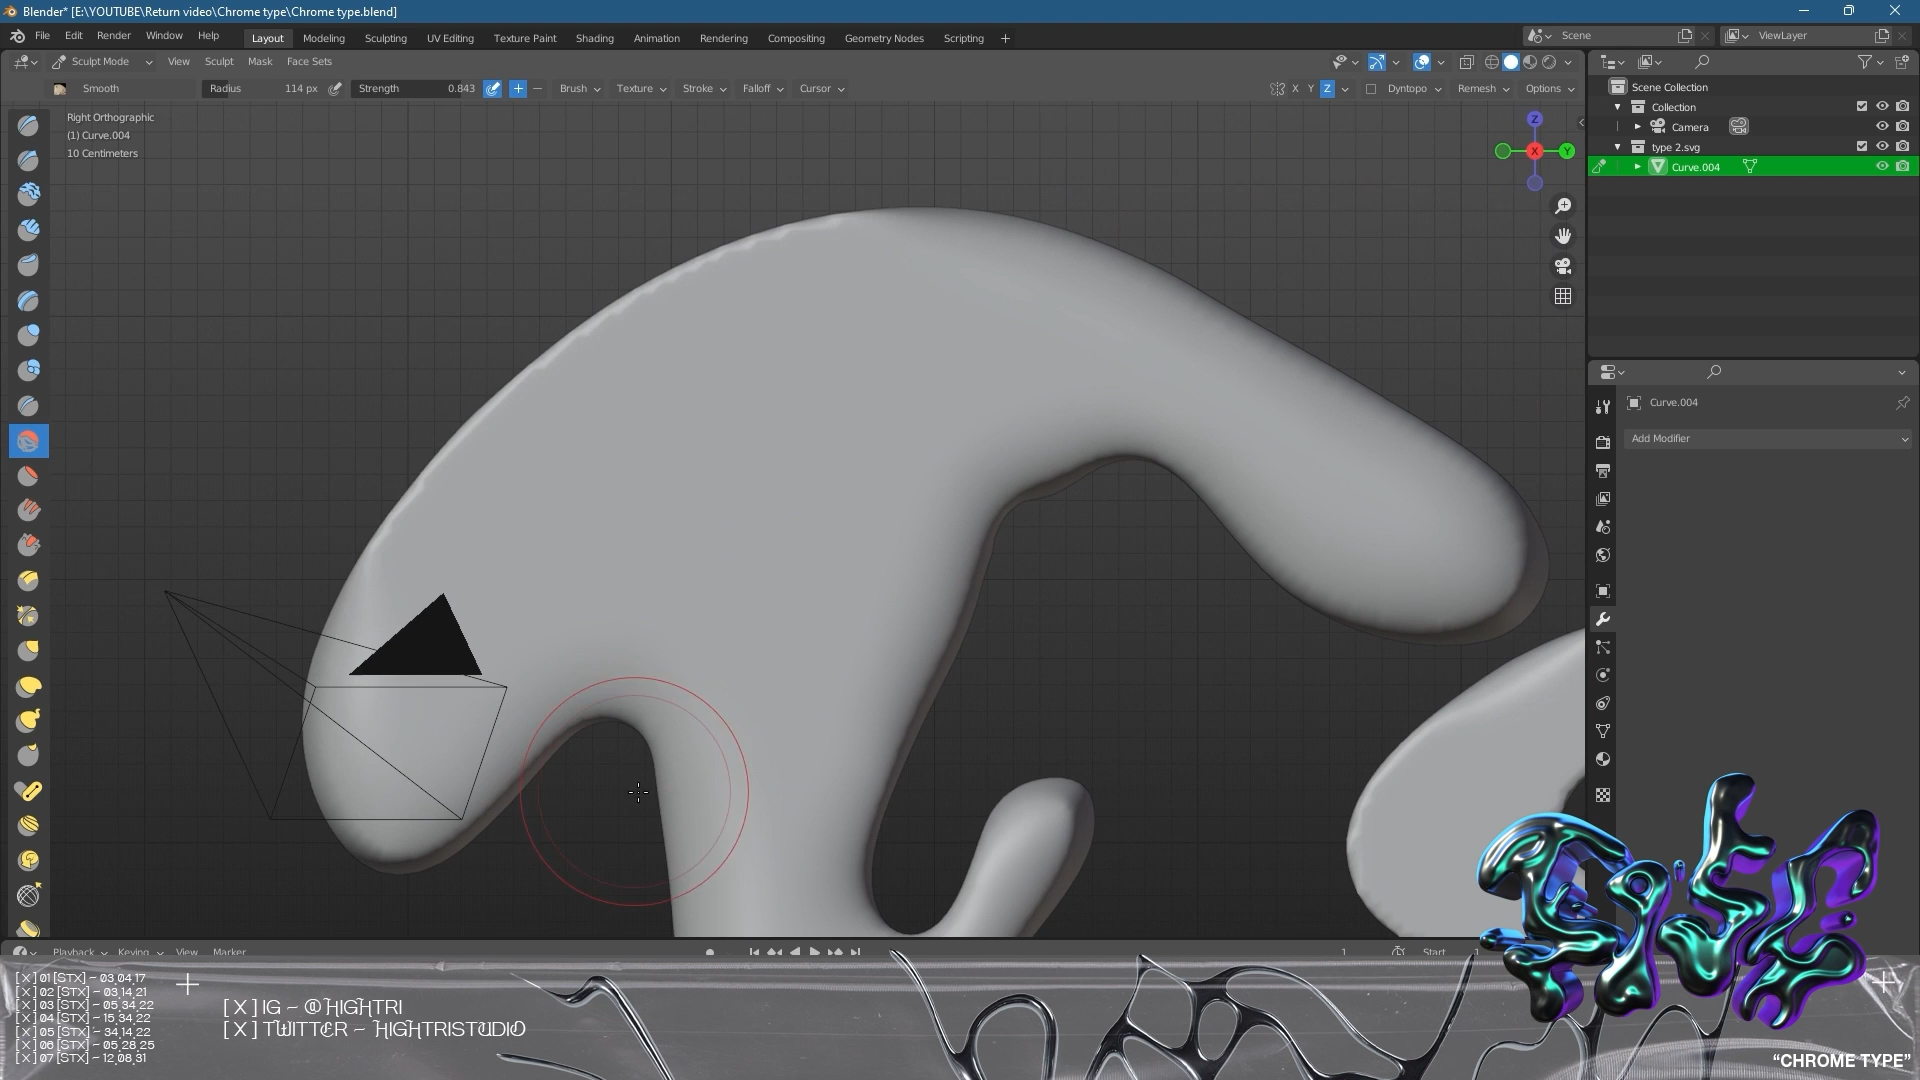 Blender* [E:\YOUTUBE\Return video\Chrome type\Chrome type.blend]
File Edit Render Window Help Layout Modeling Sculpting UV Editing Texture Paint Shading Animation Rendering Compositing Geometry Nodes Scripting + Scene ViewLayer
Sculpt Mode View Sculpt Mask Face Sets
Smooth Radius 114 px Strength 0.843 + − Brush Texture Stroke Falloff Cursor X Y Z Dyntopo Remesh Options
Right Orthographic
(1) Curve.004
10 Centimeters
Z
X
Y
Scene Collection
Collection
Camera
type 2.svg
Curve.004
Curve.004
Add Modifier
Playback Keying View Marker 1 Start
[X] 01 [STX] – 03,04,17
[X] 02 [STX] – 03,14,21
[X] 03 [STX] – 05,34,22
[X] 04 [STX] – 15,34,22
[X] 05 [STX] – 34,14,22
[X] 06 [STX] – 05,28,25
[X] 07 [STX] – 12,08,31
[X] IG – @HIGHTRI
[X] TWITTER – HIGHTRISTUDIO
“CHROME TYPE”